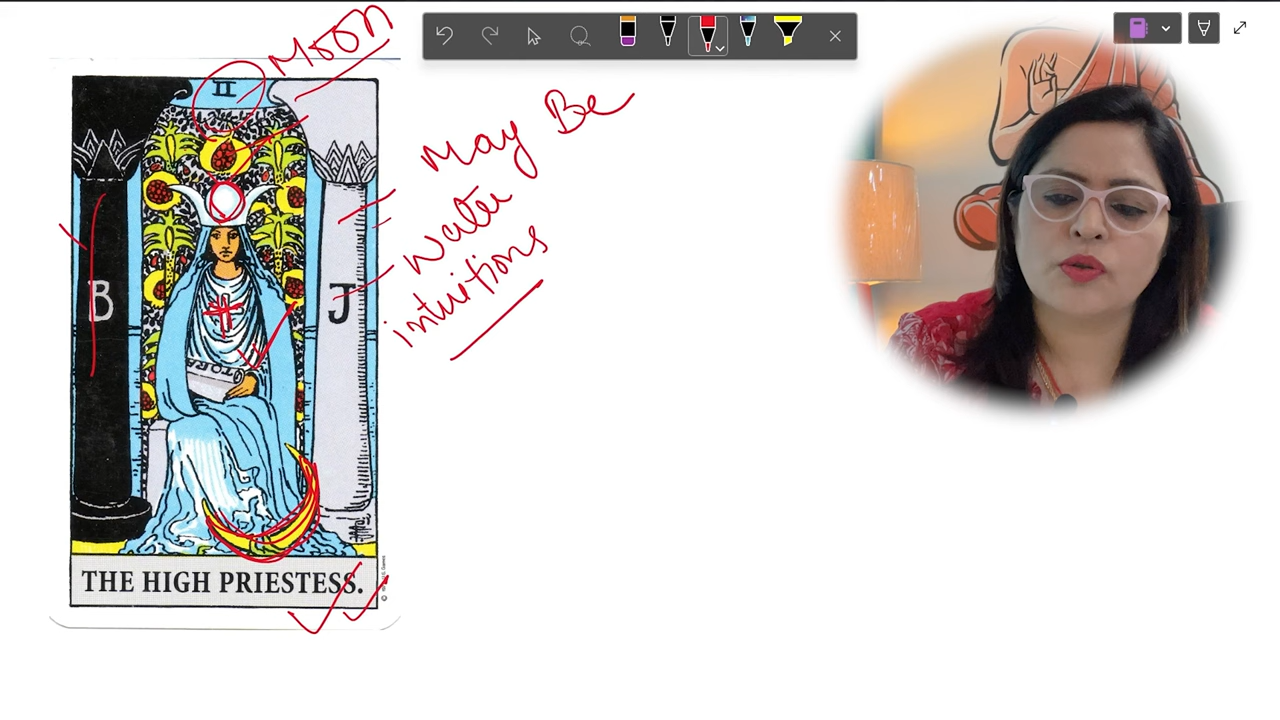 Moon
II
May Be
Water
intuitions
B
J
TORA
THE HIGH PRIESTESS.